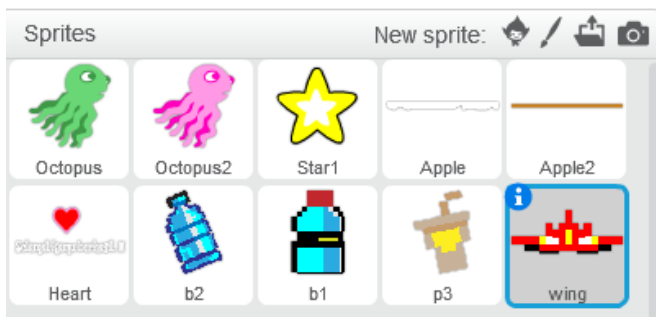 Sprites New sprite:
Octopus Octopus2 Star1 Apple Apple2
Heart b2 b1 p3 wing